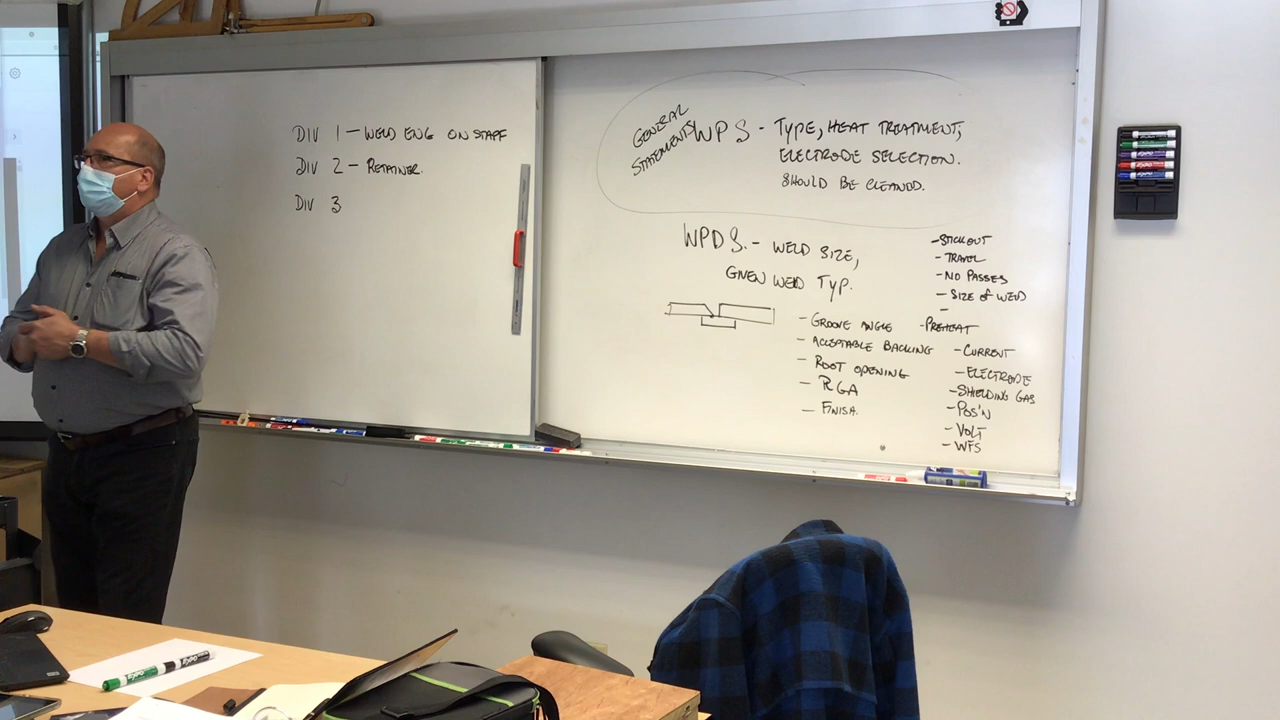 DIV 1 – WELD ENG ON STAFF
DIV 2 – RETAINER.
DIV 3
GENERAL
STATEMENTS
WPS - TYPE, HEAT TREATMENT,
ELECTRODE SELECTION.
SHOULD BE CLEANED.
WPDS. - WELD SIZE,
GIVEN WELD TYP.
- GROOVE ANGLE
- ACCEPTABLE BACKING
- ROOT OPENING
- RGA
- FINISH.
- STICKOUT
- TRAVEL
- NO PASSES
- SIZE OF WELD
-
- PREHEAT
- CURRENT
- ELECTRODE
- SHIELDING GAS
- POS'N
- VOLT
- WFS